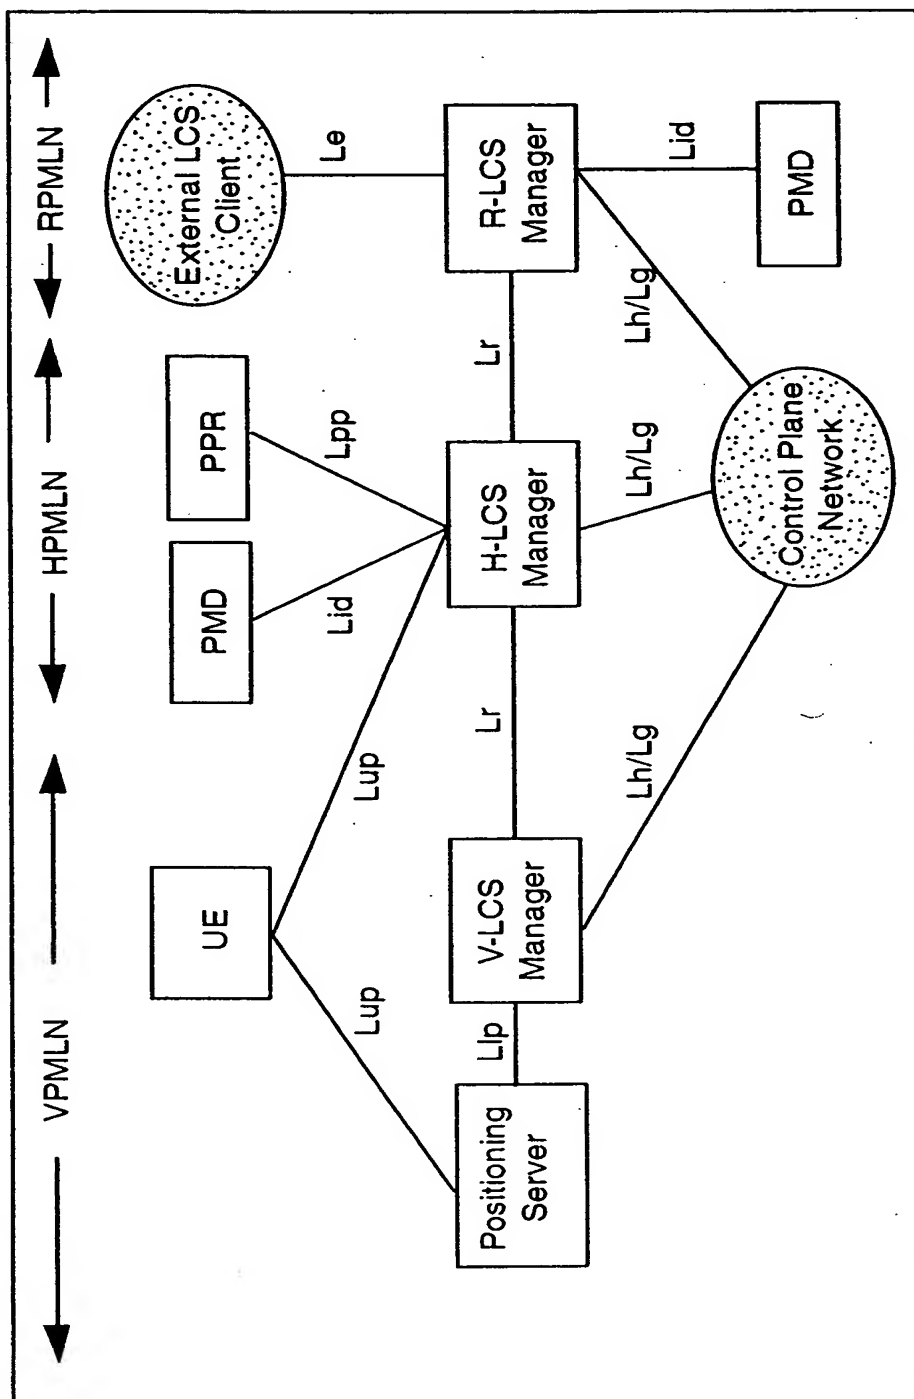 VPMLN
HPMLN
RPMLN
UE
PMD
PPR
External LCS
Client
Lup
Lup
Lid
Lpp
Le
Positioning
Server
Llp
V-LCS
Manager
Lr
H-LCS
Manager
Lr
R-LCS
Manager
Lh/Lg
Lh/Lg
Lh/Lg
Lid
Control Plane
Network
PMD